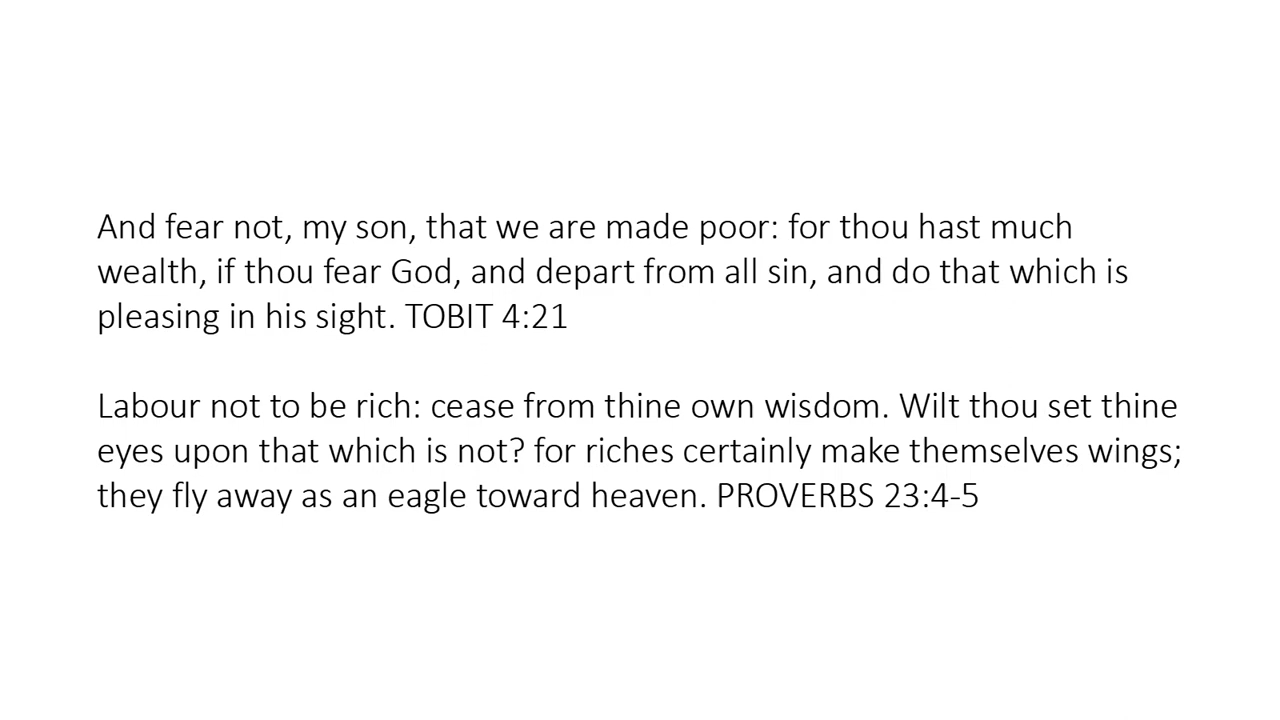 And fear not, my son, that we are made poor: for thou hast much
wealth, if thou fear God, and depart from all sin, and do that which is
pleasing in his sight. TOBIT 4:21
Labour not to be rich: cease from thine own wisdom. Wilt thou set thine
eyes upon that which is not? for riches certainly make themselves wings;
they fly away as an eagle toward heaven. PROVERBS 23:4-5